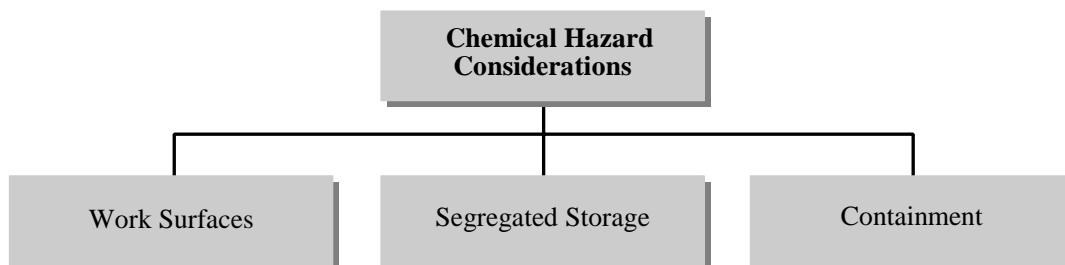 Chemical Hazard
Considerations
Work Surfaces
Segregated Storage
Containment